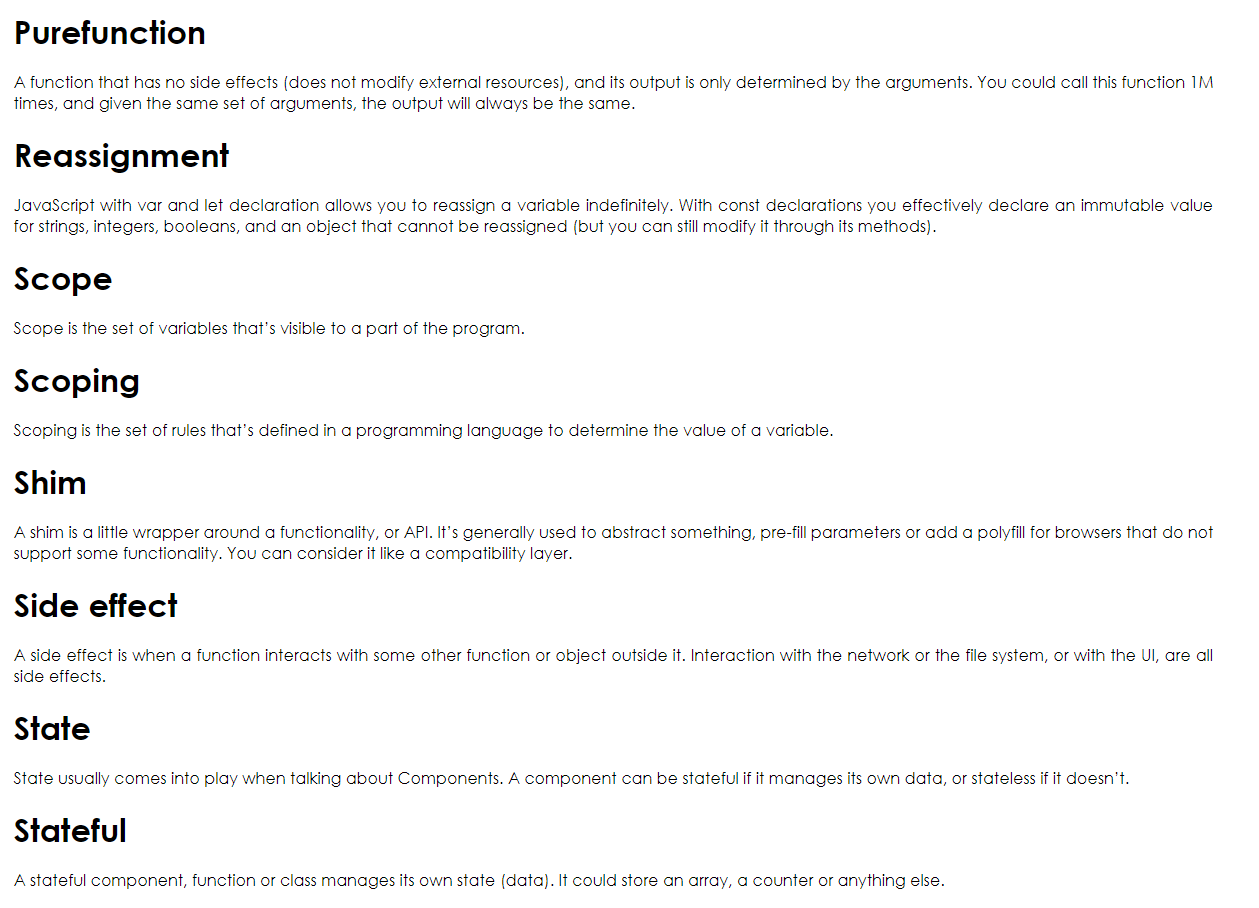 Purefunction
A function that has no side effects (does not modify external resources), and its output is only determined by the arguments. You could call this function 1M
times, and given the same set of arguments, the output will always be the same.
Reassignment
JavaScript with var and let declaration allows you to reassign a variable indefinitely. With const declarations you effectively declare an immutable value
for strings, integers, booleans, and an object that cannot be reassigned (but you can still modify it through its methods).
Scope
Scope is the set of variables that’s visible to a part of the program.
Scoping
Scoping is the set of rules that’s defined in a programming language to determine the value of a variable.
Shim
A shim is a little wrapper around a functionality, or API. It’s generally used to abstract something, pre-fill parameters or add a polyfill for browsers that do not
support some functionality. You can consider it like a compatibility layer.
Side effect
A side effect is when a function interacts with some other function or object outside it. Interaction with the network or the file system, or with the UI, are all
side effects.
State
State usually comes into play when talking about Components. A component can be stateful if it manages its own data, or stateless if it doesn’t.
Stateful
A stateful component, function or class manages its own state (data). It could store an array, a counter or anything else.